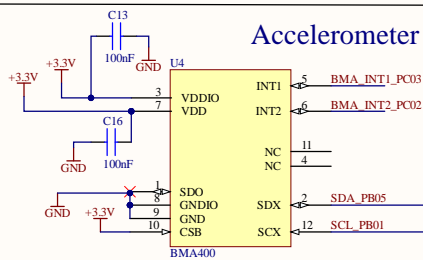 Accelerometer
C13
100nF
GND
U4
+3.3V
+3.3V
3 VDDIO
7 VDD
C16
100nF
GND
1 SDO
8 GNDIO
9 GND
10 CSB
GND
+3.3V
INT1 5 BMA_INT1_PC03
INT2 6 BMA_INT2_PC02
NC 11
NC 4
SDX 2 SDA_PB05
SCX 12 SCL_PB01
BMA400